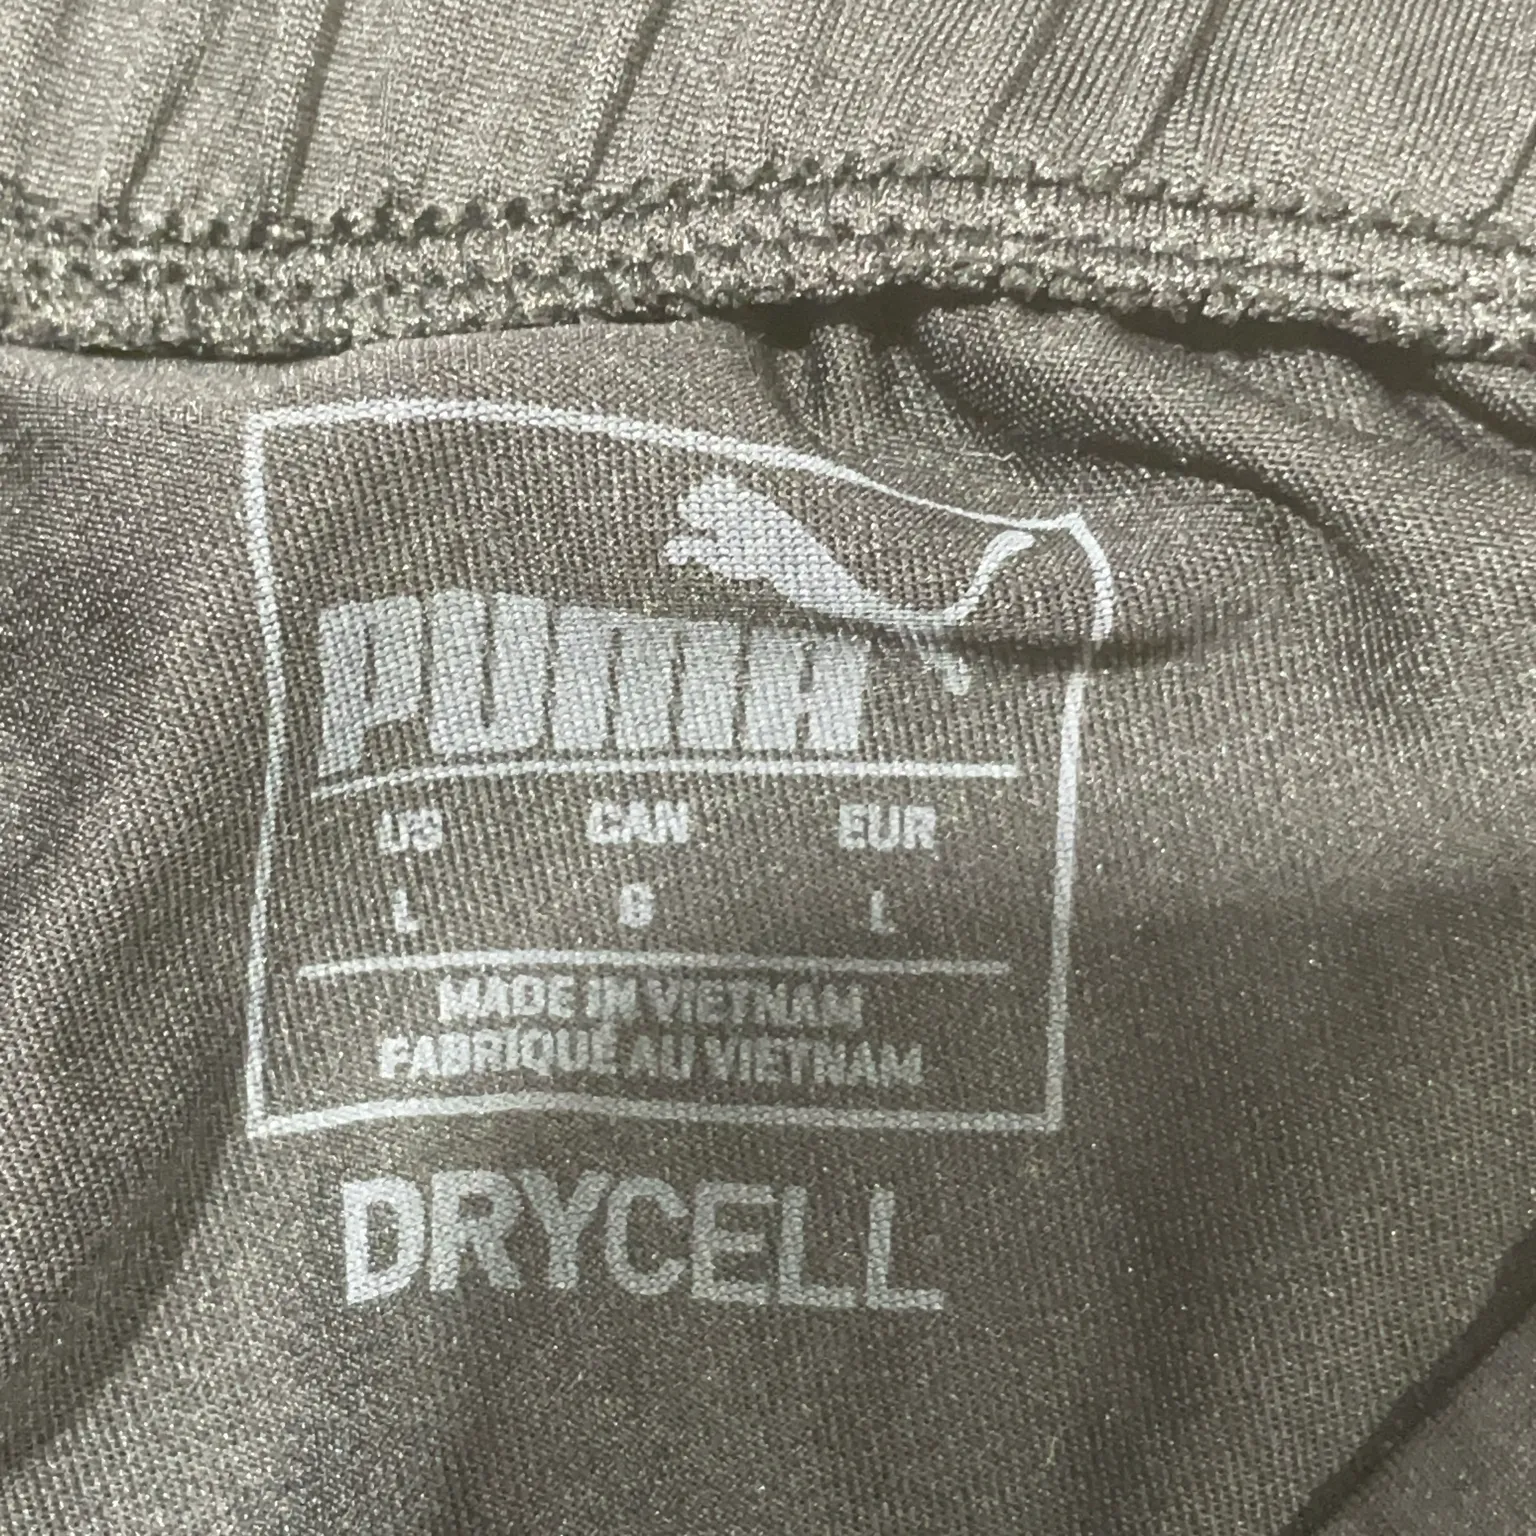 PUMA
US CAN EUR
L G L
MADE IN VIETNAM
FABRIQUÉ AU VIETNAM
DRYCELL